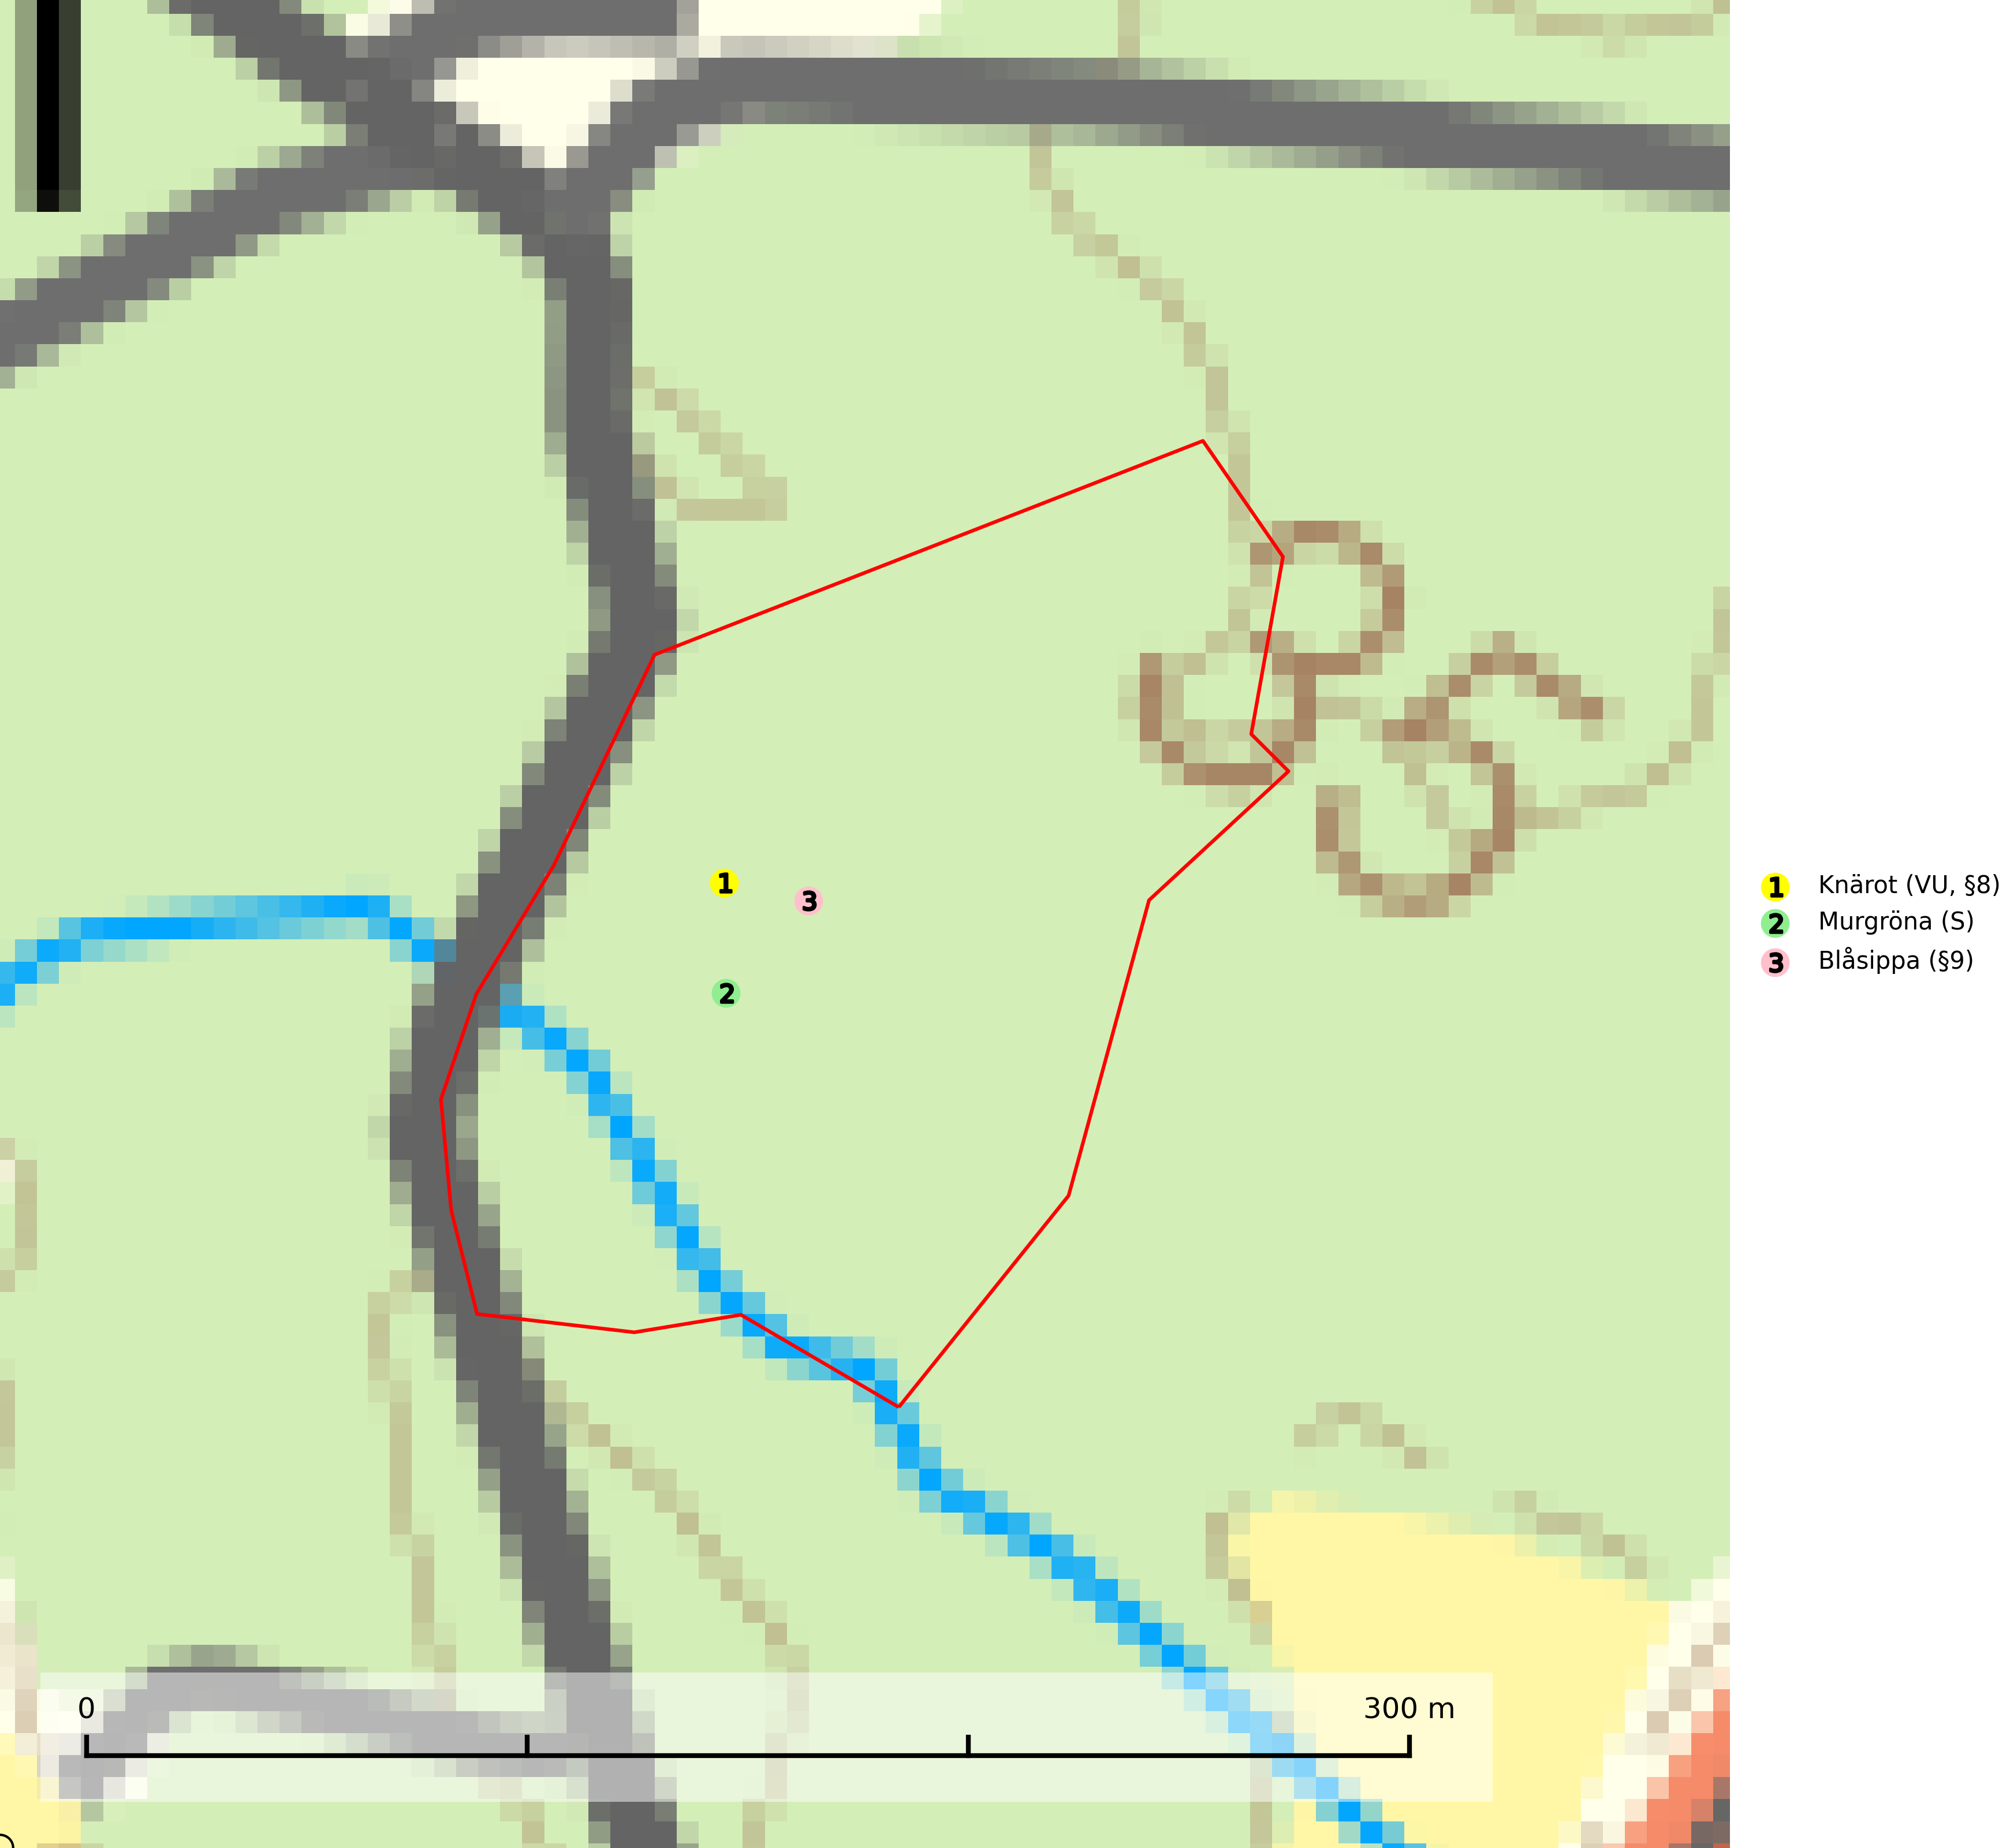 1
3
2
1 Knärot (VU, §8)
2 Murgröna (S)
3 Blåsippa (§9)
0 300 m